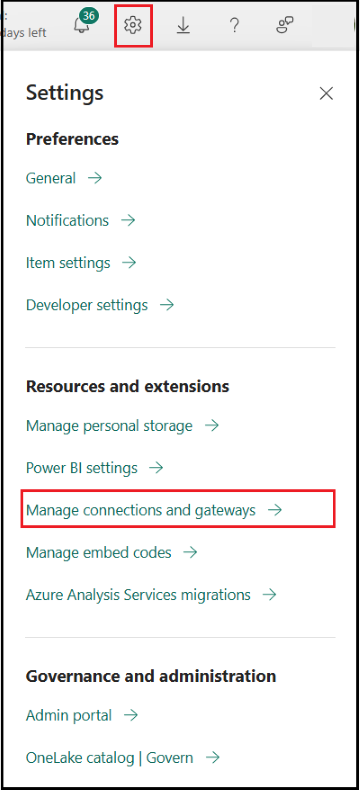 days left
36
Settings
Preferences
General
Notifications
Item settings
Developer settings
Resources and extensions
Manage personal storage
Power BI settings
Manage connections and gateways
Manage embed codes
Azure Analysis Services migrations
Governance and administration
Admin portal
OneLake catalog | Govern